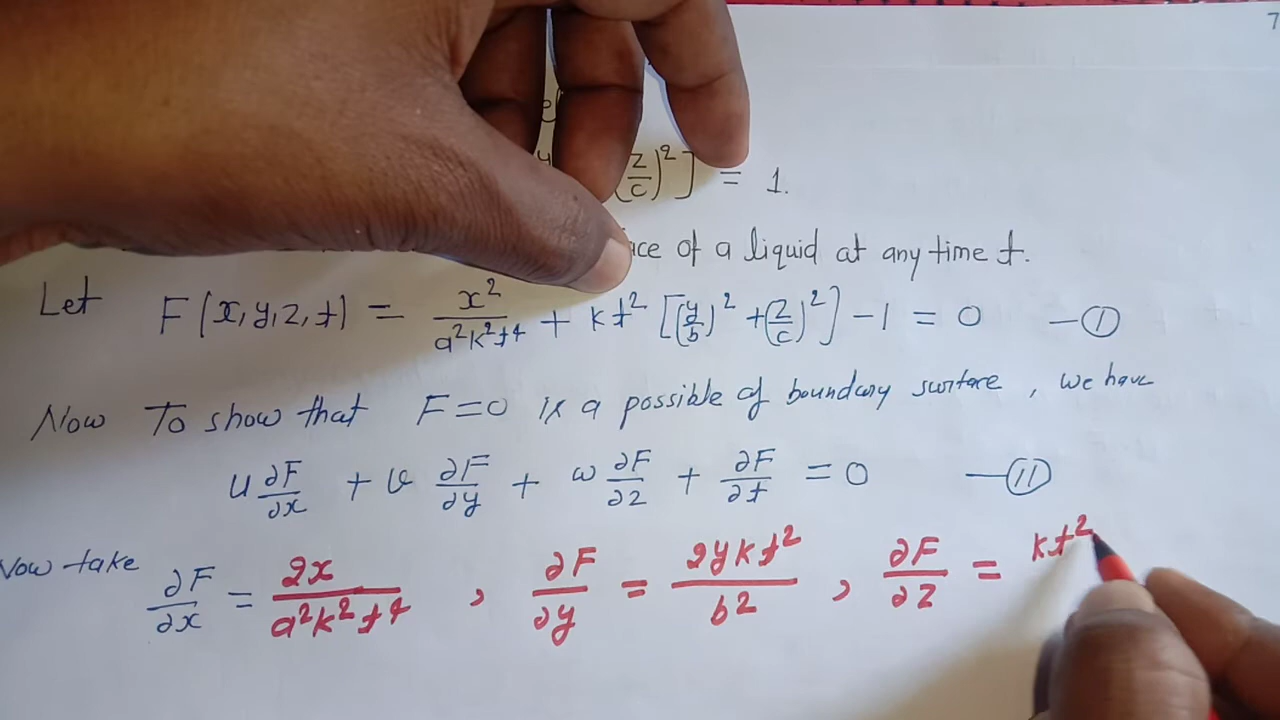 7
(z/c)²] = 1.
of a liquid at any time t.
Let F(x,y,z,t) = x²/a²k²t⁴ + kt² [(y/b)² + (z/c)²] - 1 = 0 —(I)
Now To show that F=0 is a possible of boundary surface, we have
u ∂F/∂x + v ∂F/∂y + w ∂F/∂z + ∂F/∂t = 0 —(II)
Now take ∂F/∂x = 2x/a²k²t⁴ , ∂F/∂y = 2ykt²/b² , ∂F/∂z = kt²